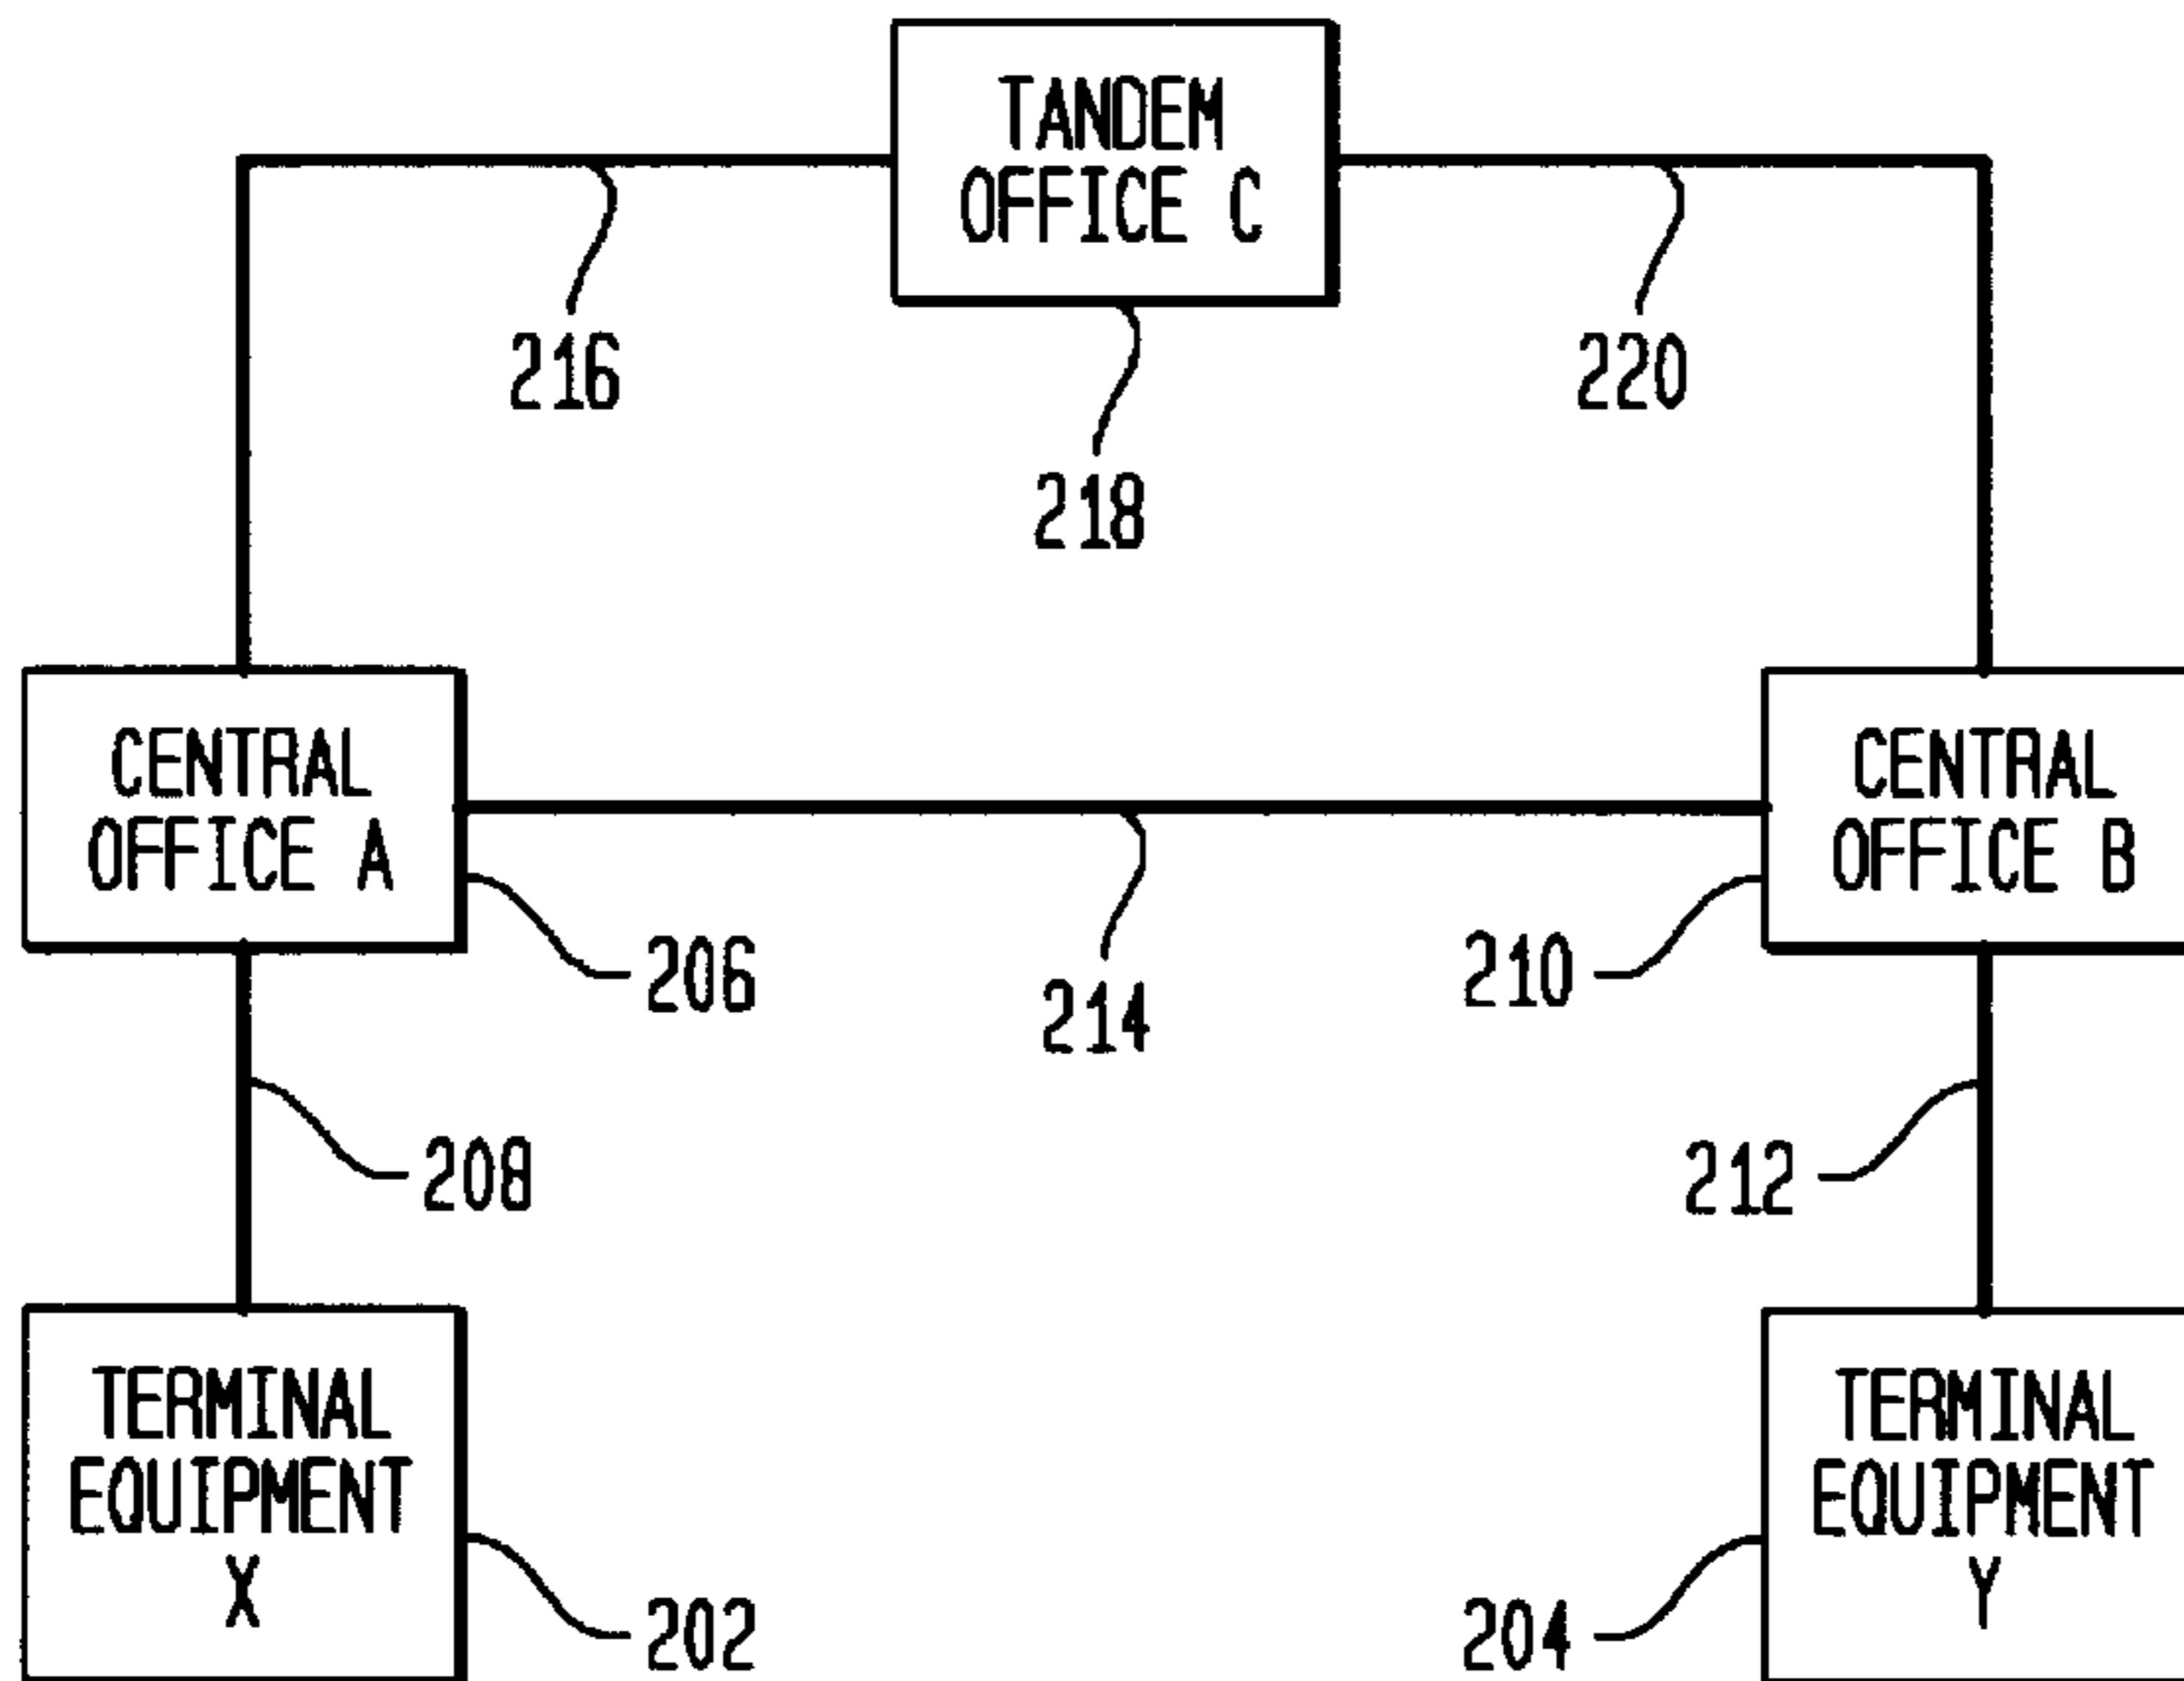 TANDEM
OFFICE C
216
220
218
CENTRAL
OFFICE A
CENTRAL
OFFICE B
206
214
210
208
212
TERMINAL
EQUIPMENT
X
TERMINAL
EQUIPMENT
Y
202
204